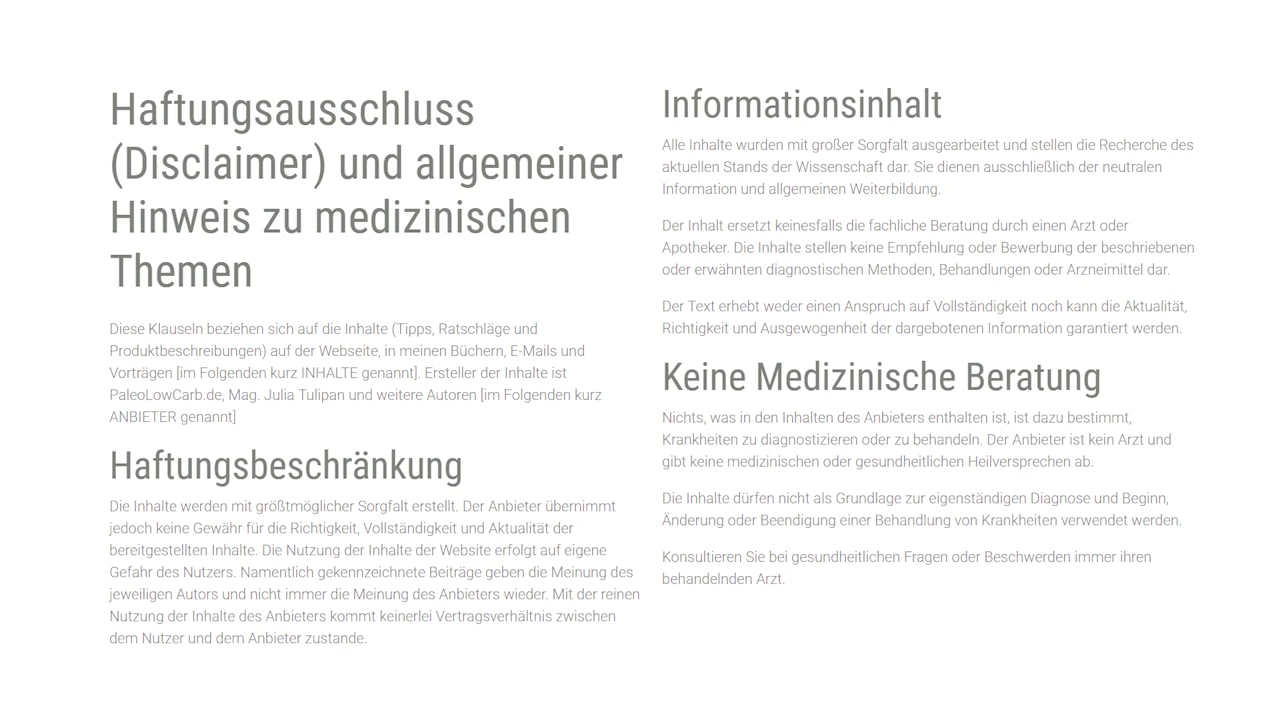 Haftungsausschluss
(Disclaimer) und allgemeiner
Hinweis zu medizinischen
Themen
Diese Klauseln beziehen sich auf die Inhalte (Tipps, Ratschläge und
Produktbeschreibungen) auf der Webseite, in meinen Büchern, E-Mails und
Vorträgen [im Folgenden kurz INHALTE genannt]. Ersteller der Inhalte ist
PaleoLowCarb.de, Mag. Julia Tulipan und weitere Autoren [im Folgenden kurz
ANBIETER genannt]
Haftungsbeschränkung
Die Inhalte werden mit größtmöglicher Sorgfalt erstellt. Der Anbieter übernimmt
jedoch keine Gewähr für die Richtigkeit, Vollständigkeit und Aktualität der
bereitgestellten Inhalte. Die Nutzung der Inhalte der Website erfolgt auf eigene
Gefahr des Nutzers. Namentlich gekennzeichnete Beiträge geben die Meinung des
jeweiligen Autors und nicht immer die Meinung des Anbieters wieder. Mit der reinen
Nutzung der Inhalte des Anbieters kommt keinerlei Vertragsverhältnis zwischen
dem Nutzer und dem Anbieter zustande.
Informationsinhalt
Alle Inhalte wurden mit großer Sorgfalt ausgearbeitet und stellen die Recherche des
aktuellen Stands der Wissenschaft dar. Sie dienen ausschließlich der neutralen
Information und allgemeinen Weiterbildung.
Der Inhalt ersetzt keinesfalls die fachliche Beratung durch einen Arzt oder
Apotheker. Die Inhalte stellen keine Empfehlung oder Bewerbung der beschriebenen
oder erwähnten diagnostischen Methoden, Behandlungen oder Arzneimittel dar.
Der Text erhebt weder einen Anspruch auf Vollständigkeit noch kann die Aktualität,
Richtigkeit und Ausgewogenheit der dargebotenen Information garantiert werden.
Keine Medizinische Beratung
Nichts, was in den Inhalten des Anbieters enthalten ist, ist dazu bestimmt,
Krankheiten zu diagnostizieren oder zu behandeln. Der Anbieter ist kein Arzt und
gibt keine medizinischen oder gesundheitlichen Heilversprechen ab.
Die Inhalte dürfen nicht als Grundlage zur eigenständigen Diagnose und Beginn,
Änderung oder Beendigung einer Behandlung von Krankheiten verwendet werden.
Konsultieren Sie bei gesundheitlichen Fragen oder Beschwerden immer ihren
behandelnden Arzt.